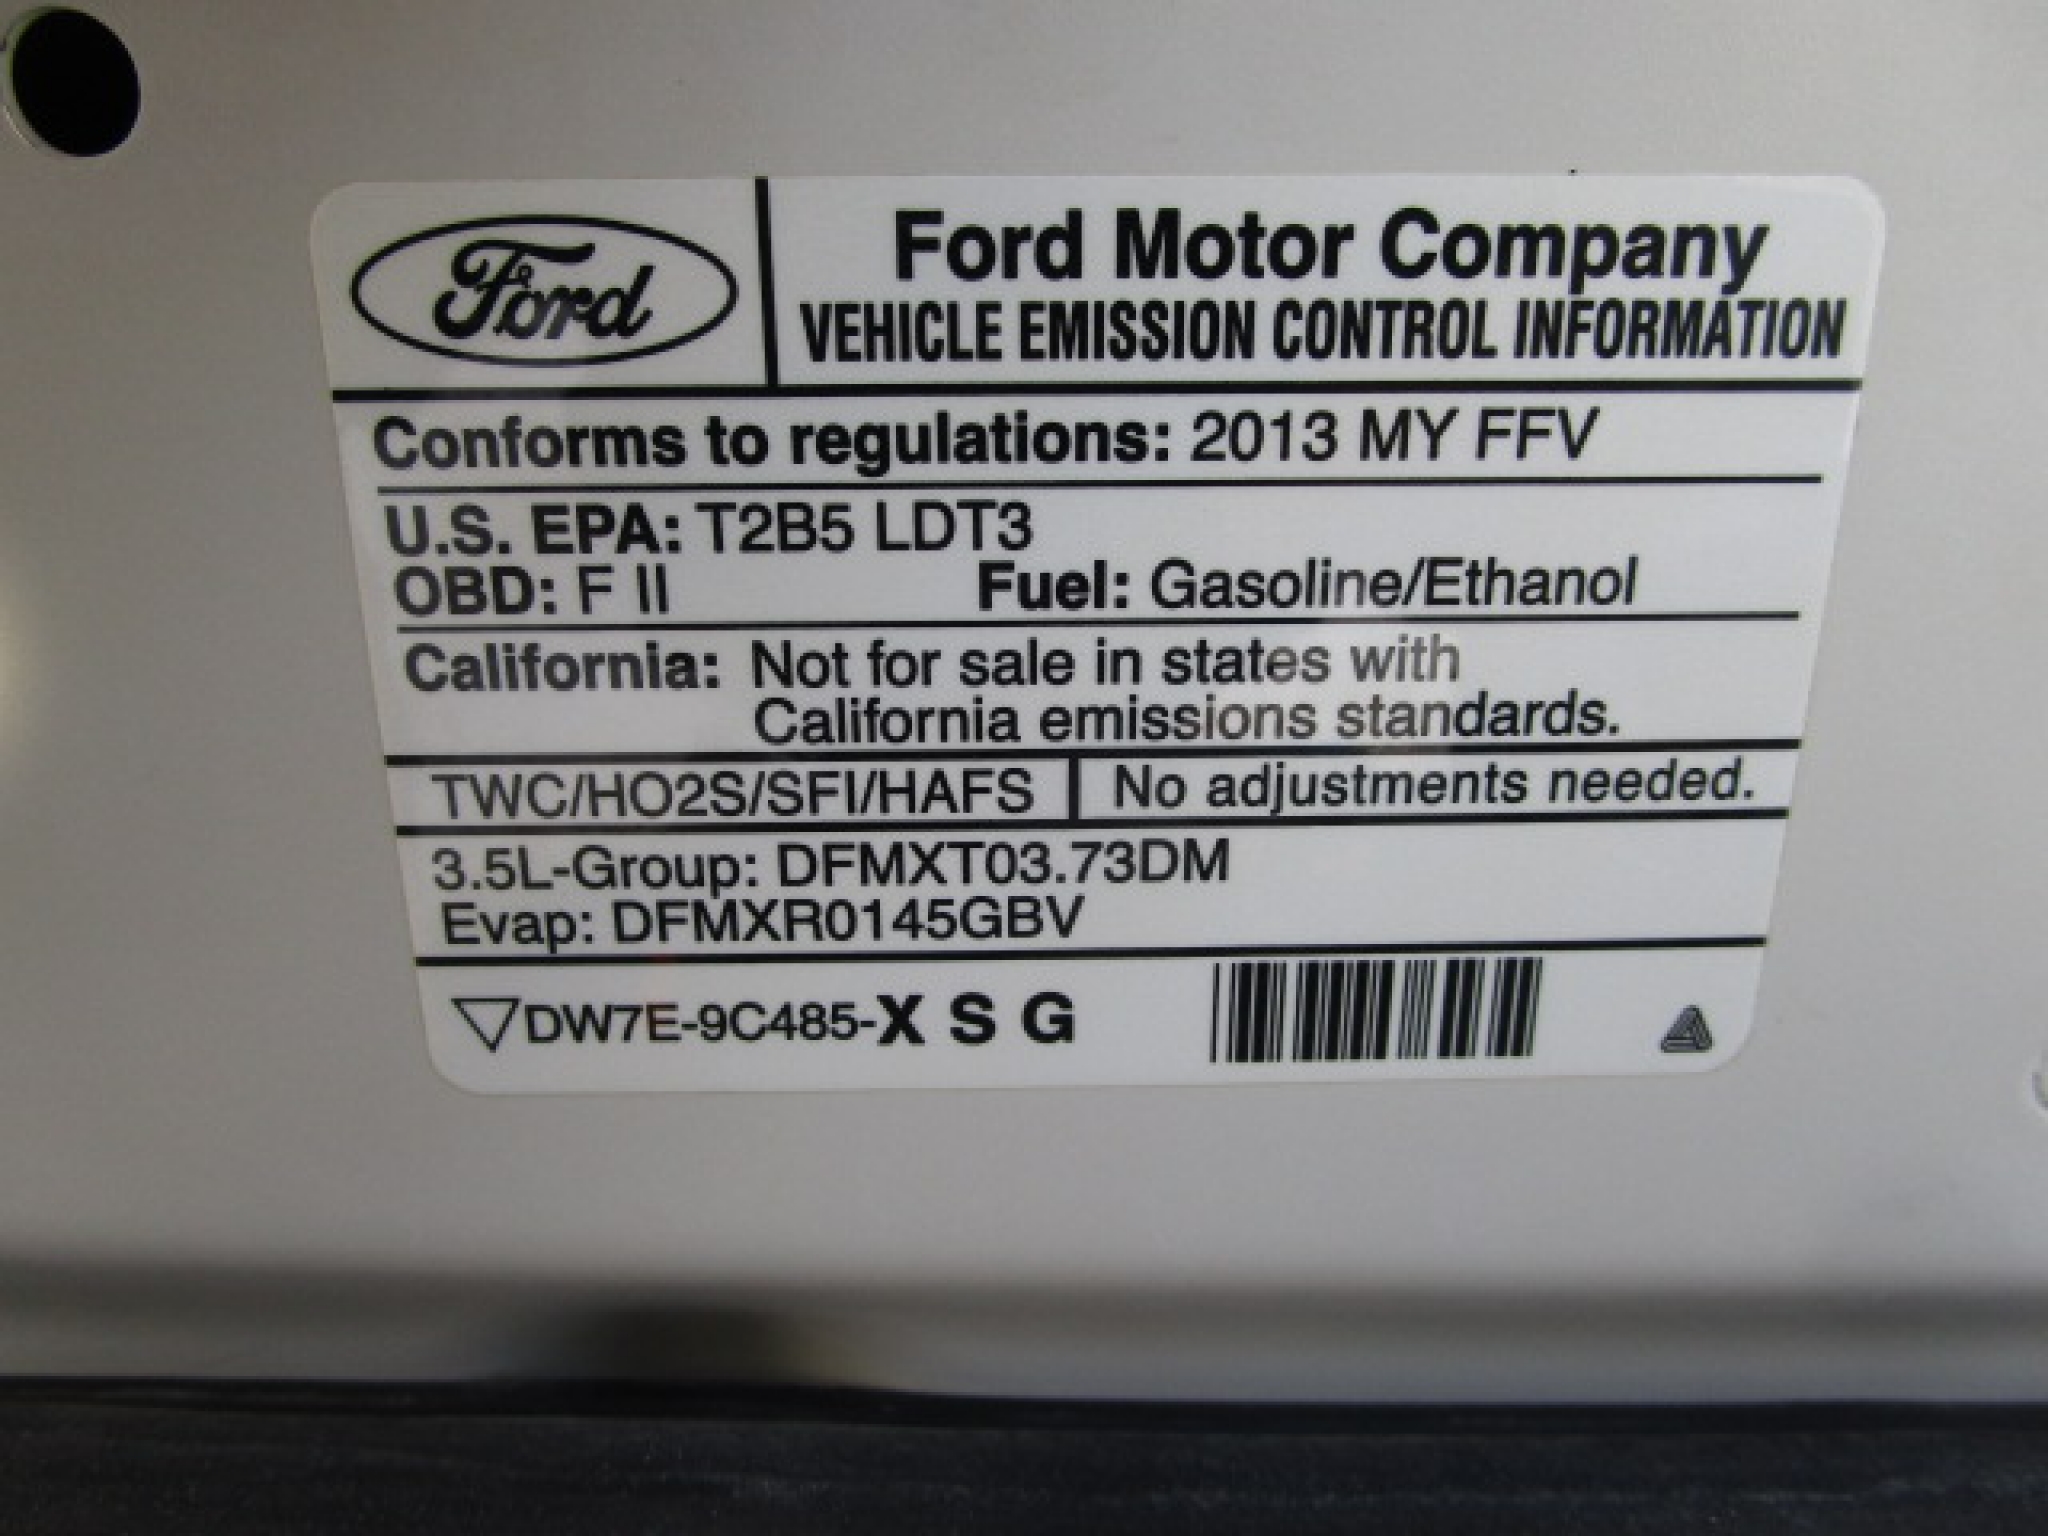 Ford
Ford Motor Company
VEHICLE EMISSION CONTROL INFORMATION
Conforms to regulations: 2013 MY FFV
U.S. EPA: T2B5 LDT3
OBD: F II Fuel: Gasoline/Ethanol
California: Not for sale in states with
California emissions standards.
TWC/HO2S/SFI/HAFS No adjustments needed.
3.5L-Group: DFMXT03.73DM
Evap: DFMXR0145GBV
DW7E-9C485-X S G